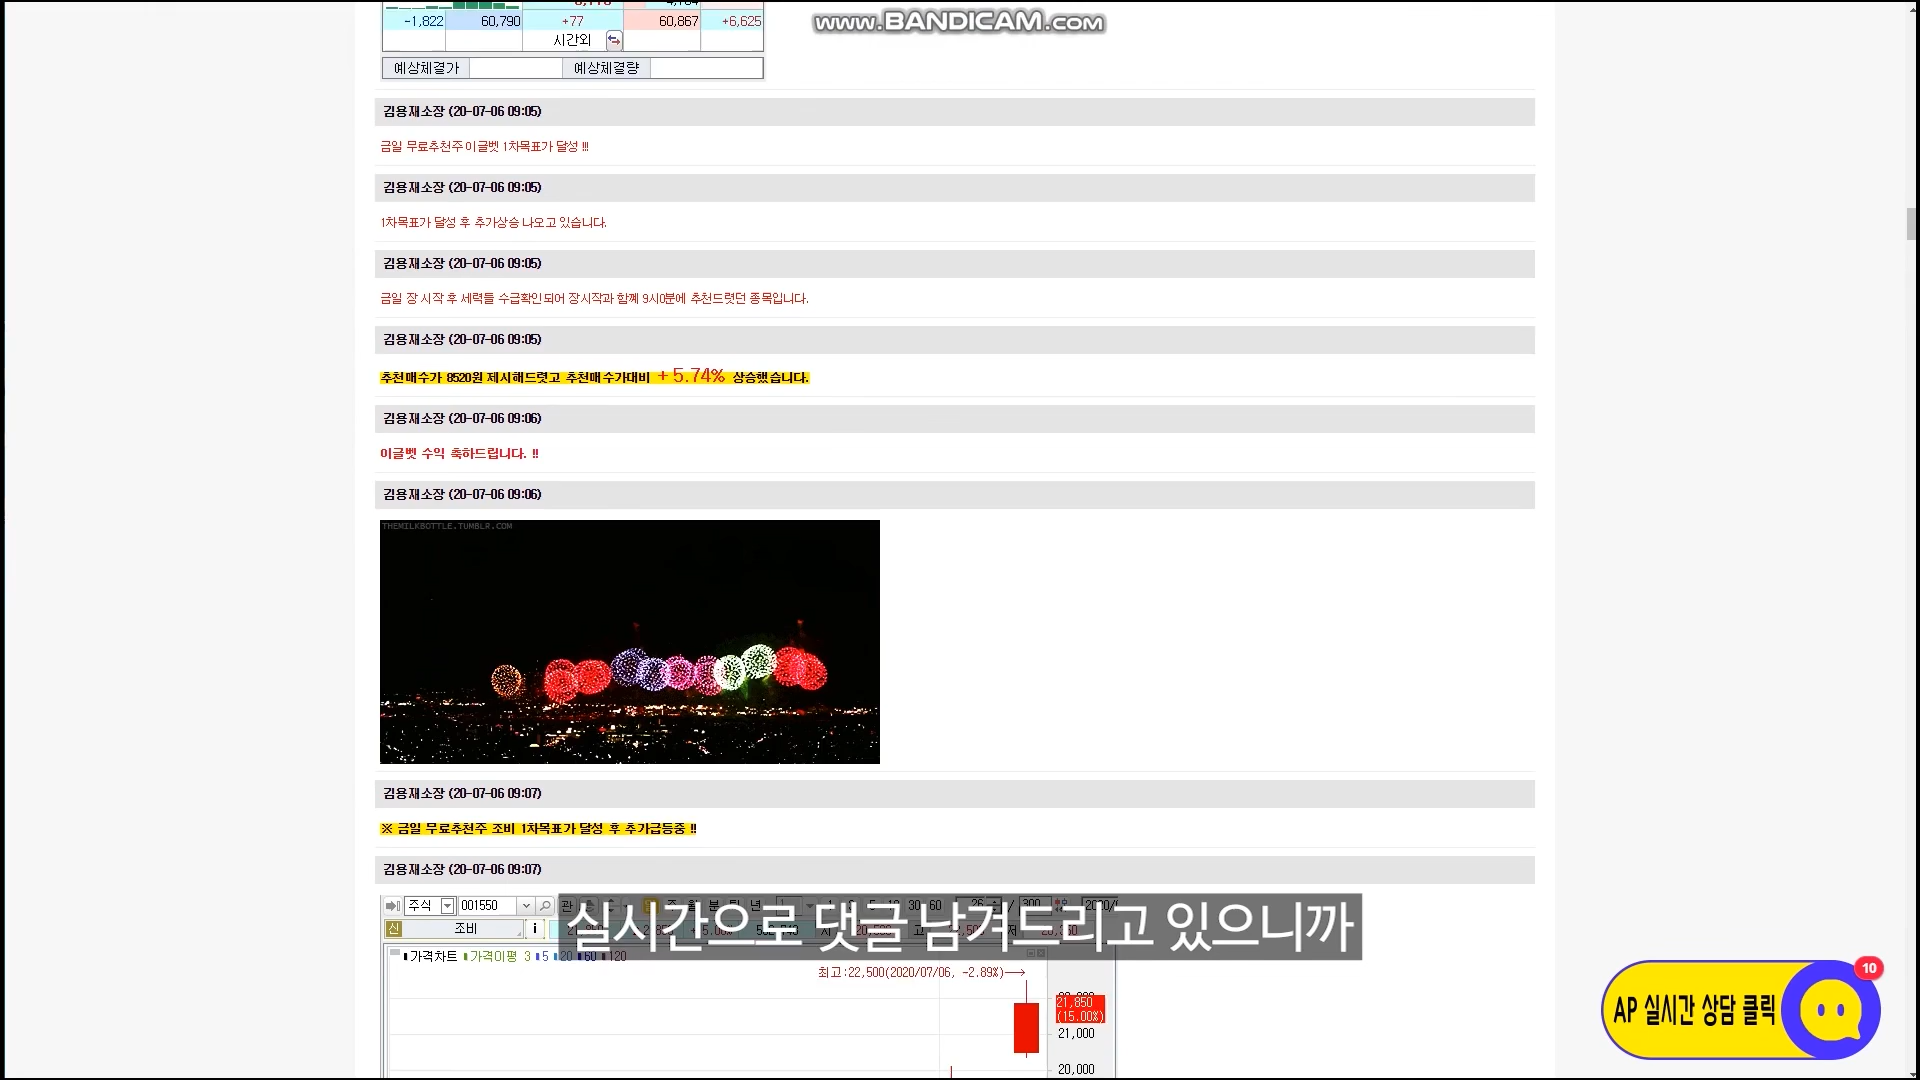 www.BANDICAM.com
-1,822 60,790 +77 60,867 +6,625
시간외
예상체결가 예상체결량
김용재소장 (20-07-06 09:05)
금일 무료추천주 이글벳 1차목표가 달성 !!!
김용재소장 (20-07-06 09:05)
1차목표가 달성 후 추가상승 나오고 있습니다.
김용재소장 (20-07-06 09:05)
금일 장 시작 후 세력들 수급확인되어 장시작과 함께 9시0분에 추천드렷던 종목입니다.
김용재소장 (20-07-06 09:05)
추천매수가 8520원 제시해드렷고 추천매수가대비 +5.74% 상승했습니다.
김용재소장 (20-07-06 09:06)
이글벳 수익 축하드립니다. !!
김용재소장 (20-07-06 09:06)
THEMILKBOTTLE.TUMBLR.COM
김용재소장 (20-07-06 09:07)
※ 금일 무료추천주 조비 1차목표가 달성 후 추가급등중 !!
김용재소장 (20-07-06 09:07)
주식 001550 관
신 조비 i
실시간으로 댓글 남겨드리고 있으니까
가격차트 가격이평 3 5 20 60 120
최고:22,500(2020/07/06, -2.89%)→
21,850
(15.00%)
21,000
20,000
10
AP 실시간 상담 클릭